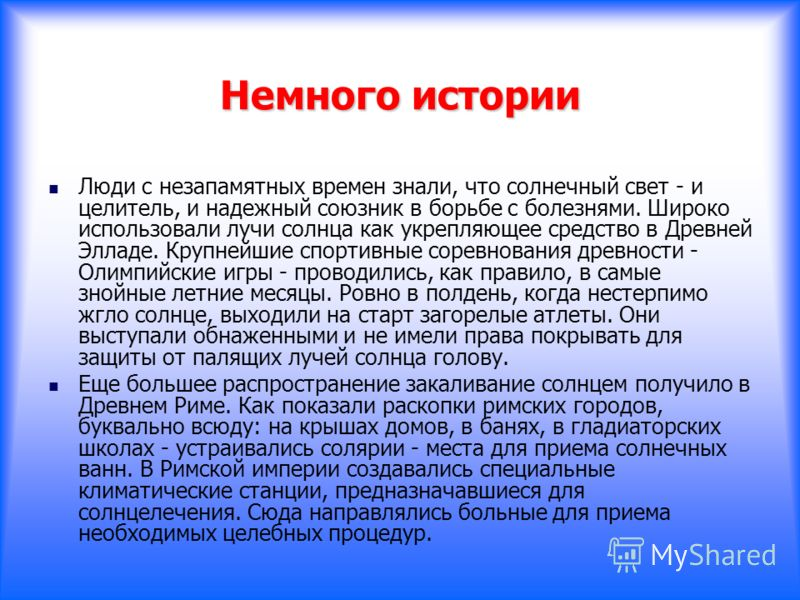 Немного истории
Люди с незапамятных времен знали, что солнечный свет - и
целитель, и надежный союзник в борьбе с болезнями. Широко
использовали лучи солнца как укрепляющее средство в Древней
Элладе. Крупнейшие спортивные соревнования древности -
Олимпийские игры - проводились, как правило, в самые
знойные летние месяцы. Ровно в полдень, когда нестерпимо
жгло солнце, выходили на старт загорелые атлеты. Они
выступали обнаженными и не имели права покрывать для
защиты от палящих лучей солнца голову.
Еще большее распространение закаливание солнцем получило в
Древнем Риме. Как показали раскопки римских городов,
буквально всюду: на крышах домов, в банях, в гладиаторских
школах - устраивались солярии - места для приема солнечных
ванн. В Римской империи создавались специальные
климатические станции, предназначавшиеся для
солнцелечения. Сюда направлялись больные для приема
необходимых целебных процедур.
MyShared